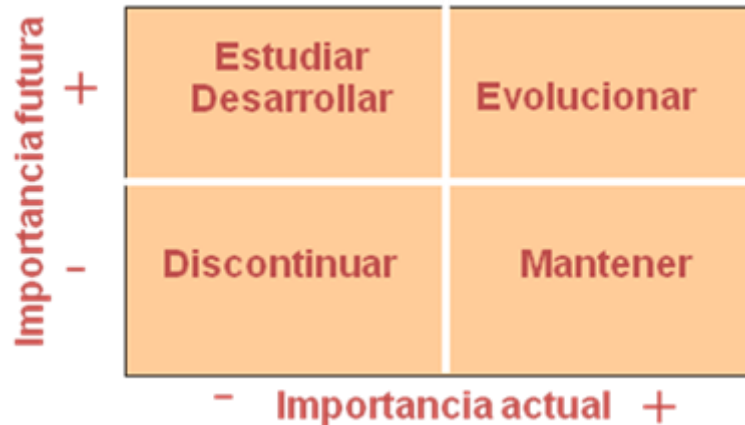 Importancia futura
+
-
Estudiar
Desarrollar
Evolucionar
Discontinuar
Mantener
- Importancia actual +